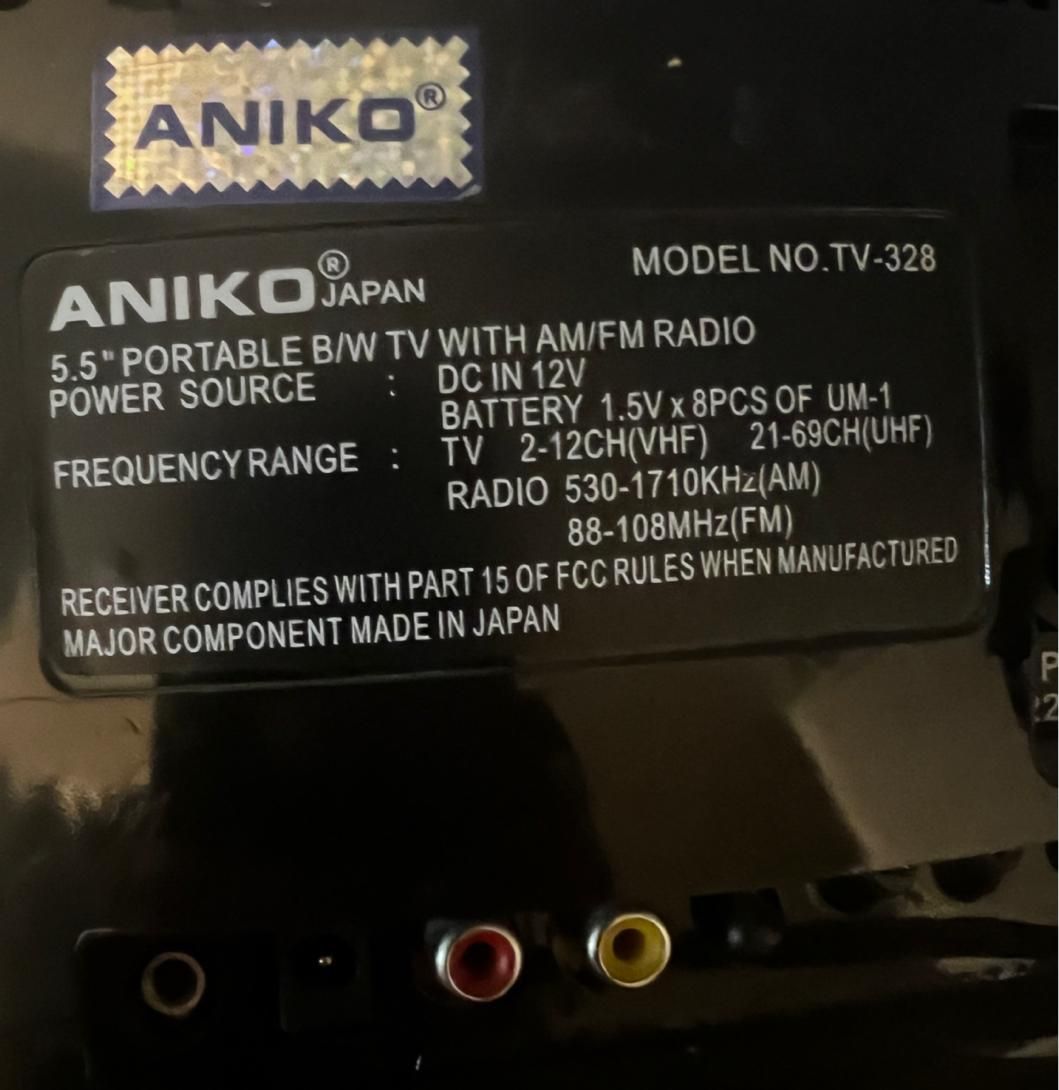 ANIKO®
ANIKO® JAPAN MODEL NO.TV-328
5.5" PORTABLE B/W TV WITH AM/FM RADIO
POWER SOURCE : DC IN 12V
BATTERY 1.5V x 8PCS OF UM-1
FREQUENCY RANGE : TV 2-12CH(VHF) 21-69CH(UHF)
RADIO 530-1710KHz(AM)
88-108MHz(FM)
RECEIVER COMPLIES WITH PART 15 OF FCC RULES WHEN MANUFACTURED
MAJOR COMPONENT MADE IN JAPAN